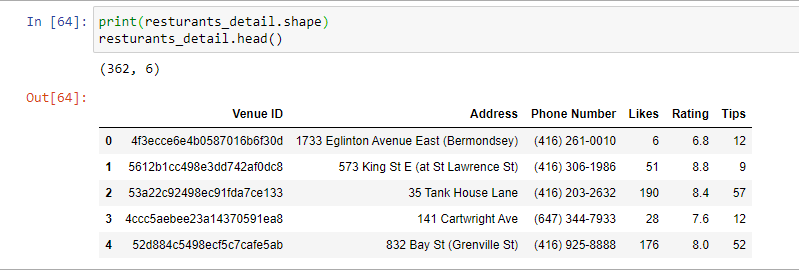 In [64]: print(resturants_detail.shape)
resturants_detail.head()
(362, 6)
Out[64]:
Venue ID Address Phone Number Likes Rating Tips
0 4f3ecce6e4b0587016b6f30d 1733 Eglinton Avenue East (Bermondsey) (416) 261-0010 6 6.8 12
1 5612b1cc498e3dd742af0dc8 573 King St E (at St Lawrence St) (416) 306-1986 51 8.8 9
2 53a22c92498ec91fda7ce133 35 Tank House Lane (416) 203-2632 190 8.4 57
3 4ccc5aebee23a14370591ea8 141 Cartwright Ave (647) 344-7933 28 7.6 12
4 52d884c5498ecf5c7cafe5ab 832 Bay St (Grenville St) (416) 925-8888 176 8.0 52